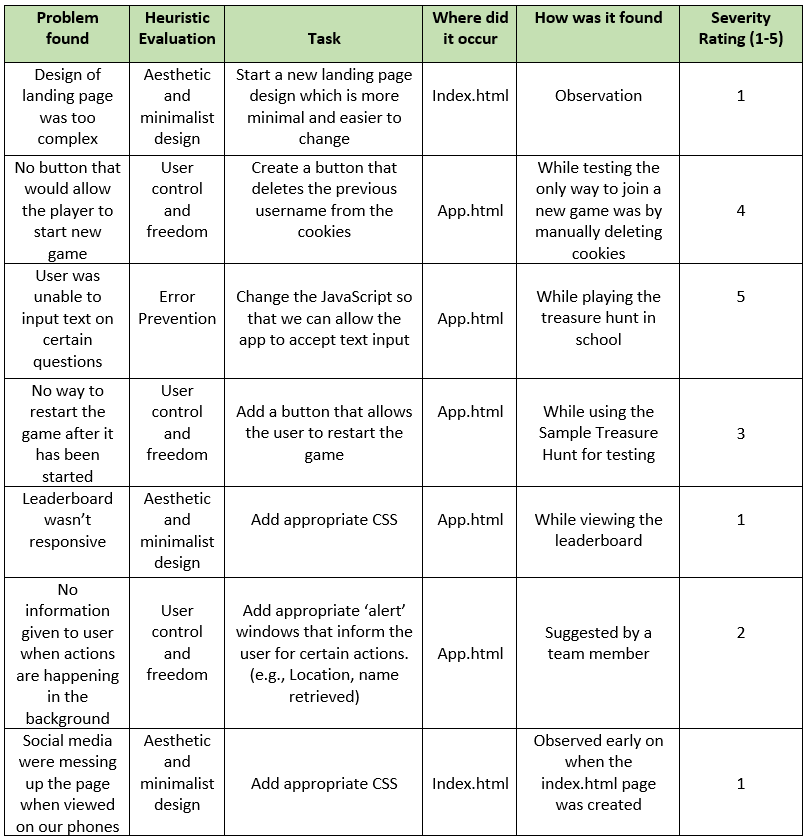 Problem
found
Heuristic
Evaluation
Task
Where did
it occur
How was it found
Severity
Rating (1-5)
Design of
landing page
was too
complex
Aesthetic
and
minimalist
design
Start a new landing page
design which is more
minimal and easier to
change
Index.html
Observation
1
No button that
would allow
the player to
start new
game
User
control
and
freedom
Create a button that
deletes the previous
username from the
cookies
App.html
While testing the
only way to join a
new game was by
manually deleting
cookies
4
User was
unable to
input text on
certain
questions
Error
Prevention
Change the JavaScript so
that we can allow the
app to accept text input
App.html
While playing the
treasure hunt in
school
5
No way to
restart the
game after it
has been
started
User
control
and
freedom
Add a button that allows
the user to restart the
game
App.html
While using the
Sample Treasure
Hunt for testing
3
Leaderboard
wasn’t
responsive
Aesthetic
and
minimalist
design
Add appropriate CSS
App.html
While viewing the
leaderboard
1
No
information
given to user
when actions
are happening
in the
background
User
control
and
freedom
Add appropriate ‘alert’
windows that inform the
user for certain actions.
(e.g., Location, name
retrieved)
App.html
Suggested by a
team member
2
Social media
were messing
up the page
when viewed
on our phones
Aesthetic
and
minimalist
design
Add appropriate CSS
Index.html
Observed early on
when the
index.html page
was created
1